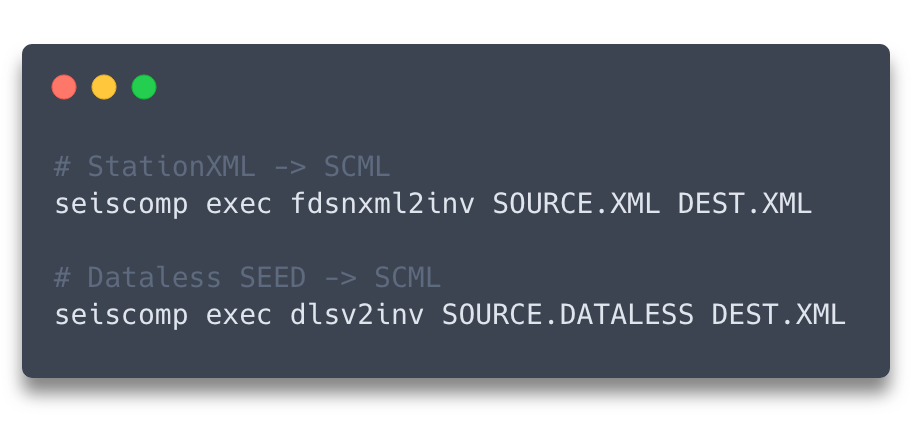 # StationXML -> SCML
seiscomp exec fdsnxml2inv SOURCE.XML DEST.XML
# Dataless SEED -> SCML
seiscomp exec dlsv2inv SOURCE.DATALESS DEST.XML